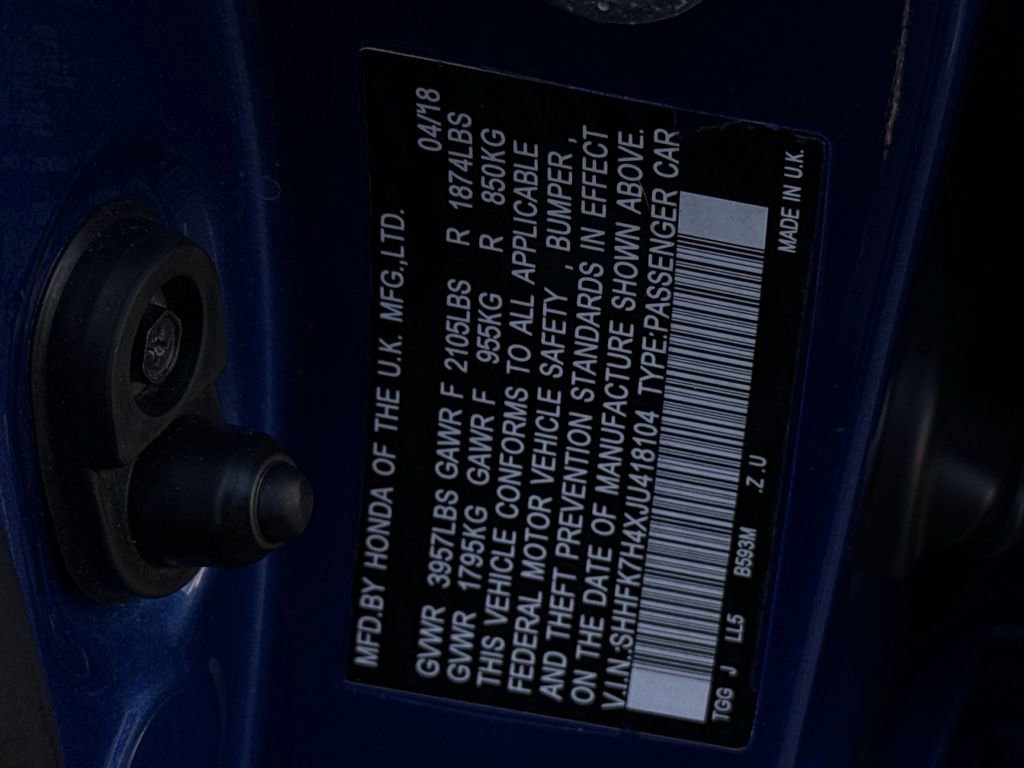 MFD.BY HONDA OF THE U.K. MFG.,LTD. 04/'18
GVWR 3957LBS GAWR F 2105LBS R 1874LBS
GVWR 1795KG GAWR F 955KG R 850KG
THIS VEHICLE CONFORMS TO ALL APPLICABLE
FEDERAL MOTOR VEHICLE SAFETY , BUMPER ,
AND THEFT PREVENTION STANDARDS IN EFFECT
ON THE DATE OF MANUFACTURE SHOWN ABOVE.
V.I.N.:SHHFK7H4XJU418104 TYPE:PASSENGER CAR
TGG J LL5 B593M .Z .U MADE IN U.K.